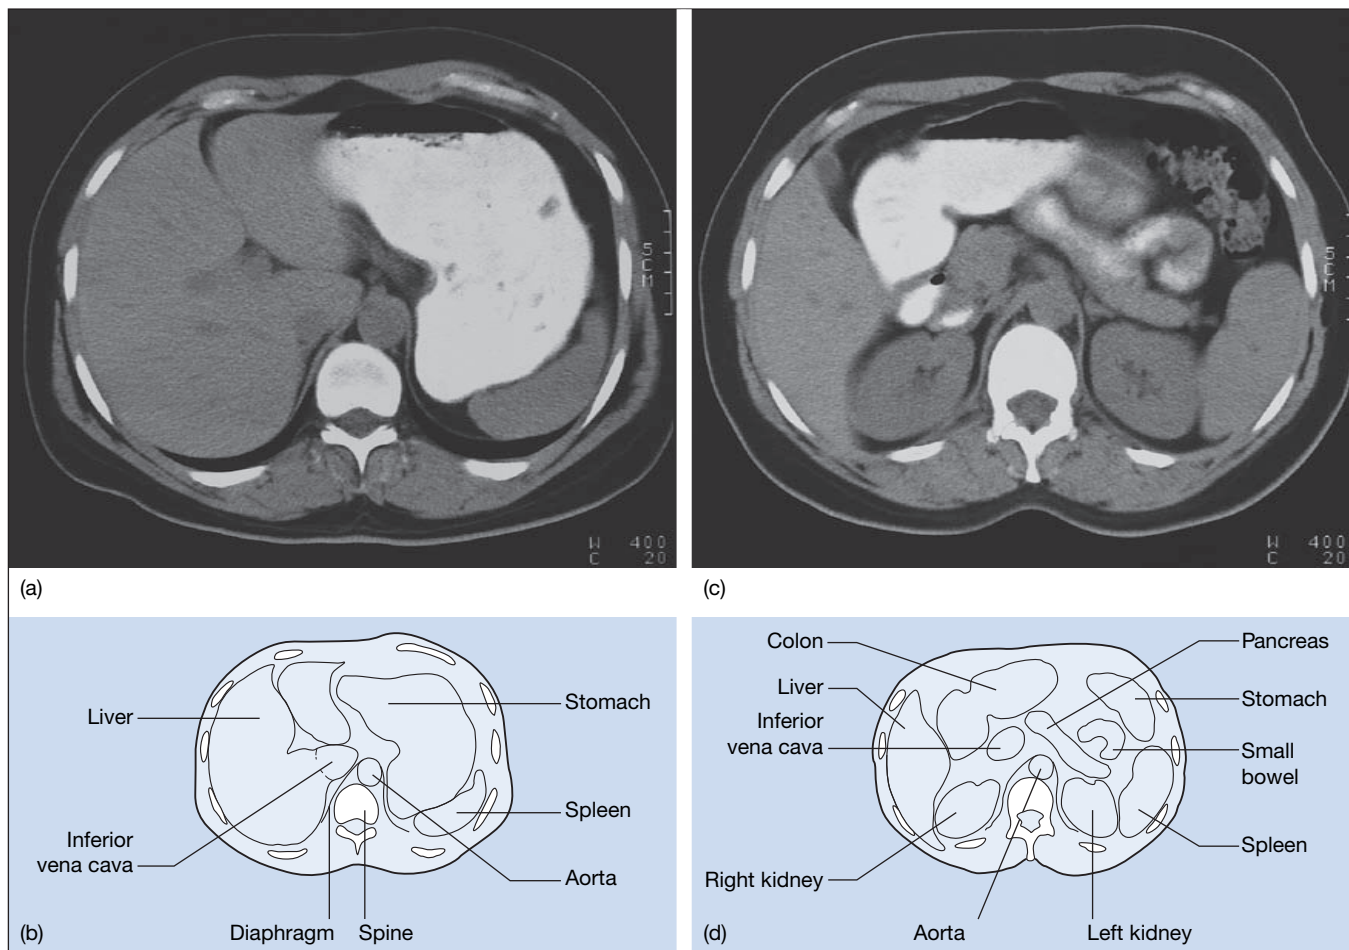 5
C
M
W 400
C 20
(a)
5
C
M
W 400
C 20
(c)
Liver
Stomach
Inferior
vena cava
Spleen
Aorta
Diaphragm
Spine
(b)
Colon
Pancreas
Liver
Stomach
Inferior
vena cava
Small
bowel
Right kidney
Spleen
Aorta
Left kidney
(d)